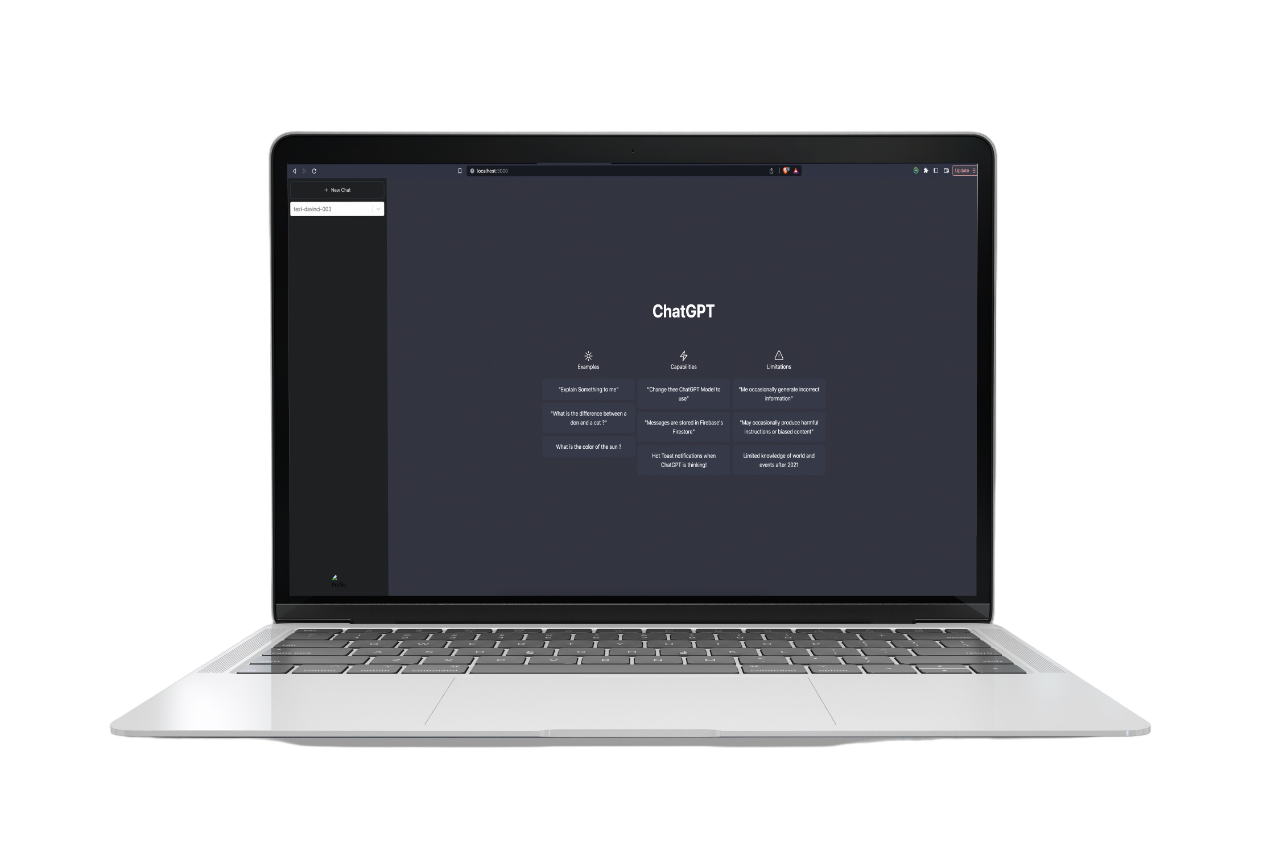 localhost:3000
Update
+ New Chat
text-davinci-003
ChatGPT
Examples
"Explain Something to me"
"What is the difference between a
don and a cat ?"
What is the color of the sun ?
Capabilities
"Change thee ChatGPT Model to
use"
"Messages are stored in Firebase's
Firestore"
Hot Toast notifications when
ChatGPT is thinking!
Limitations
"Me occasionally generate incorrect
information"
"May occasionally produce harmful
instructions or biased content"
Limited knowledge of world and
events after 2021